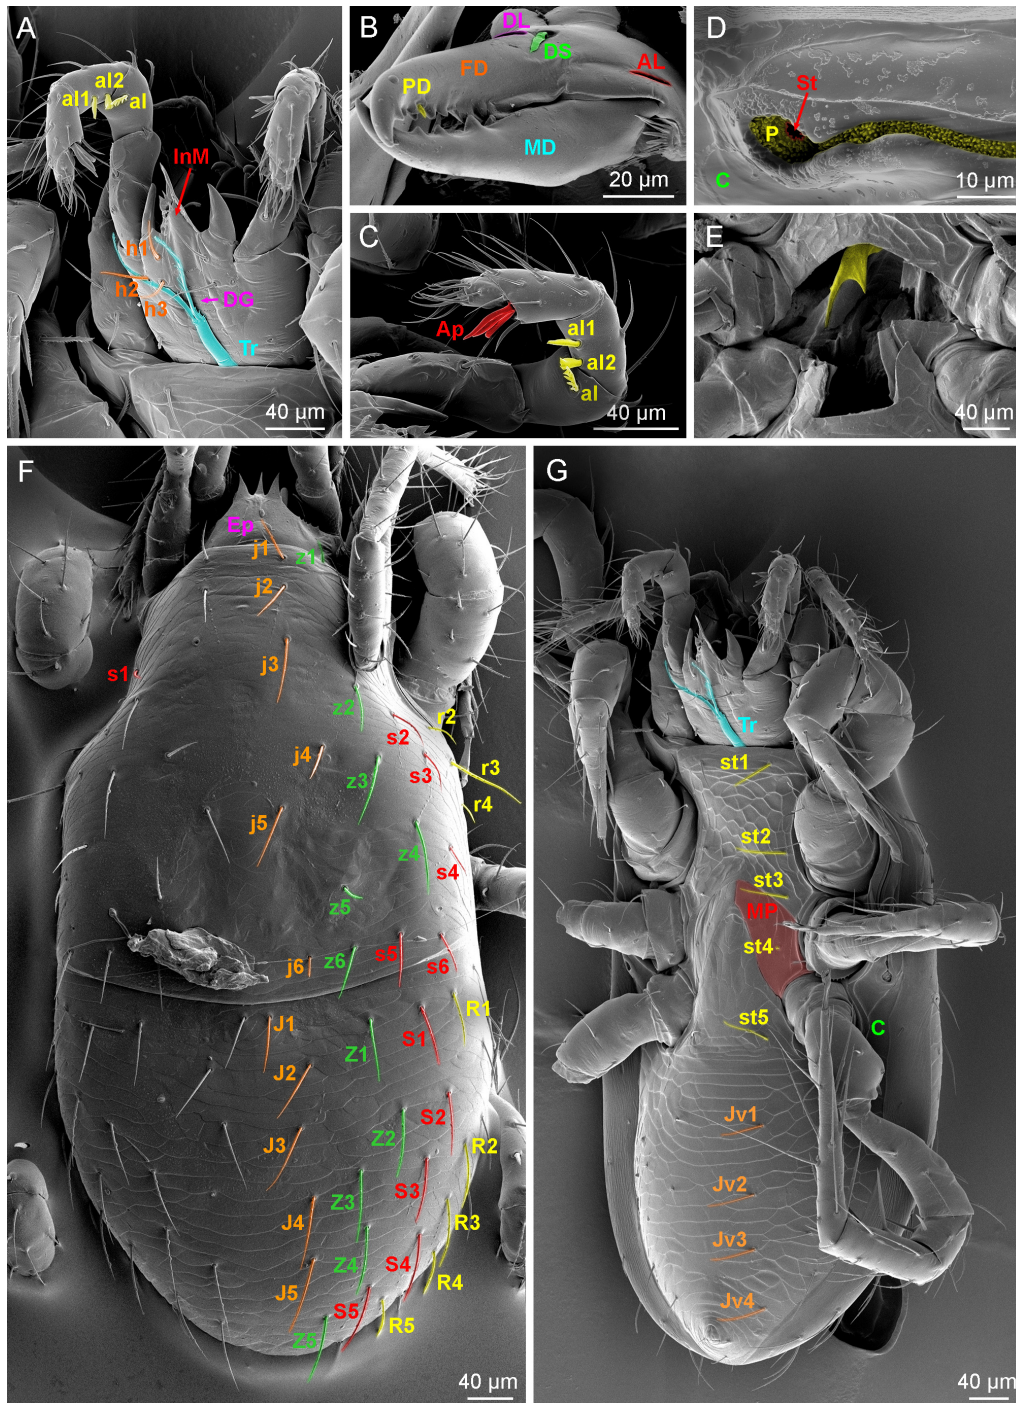 A
al2
al1
al
InM
h1
h2
h3
DG
Tr
40 µm
B
DL
DS
FD
AL
PD
MD
20 µm
C
Ap
al1
al2
al
40 µm
D
St
P
C
10 µm
E
40 µm
F
Ep
j1
z1
j2
j3
s1
z2
r2
s2
j4
z3
s3
r3
r4
j5
z4
s4
z5
j6
z6
s5
s6
R1
J1
Z1
S1
J2
J3
Z2
S2
R2
Z3
S3
J4
R3
Z4
S4
R4
J5
S5
R5
Z5
40 µm
G
Tr
st1
st2
st3
MP
st4
st5
C
Jv1
Jv2
Jv3
Jv4
40 µm